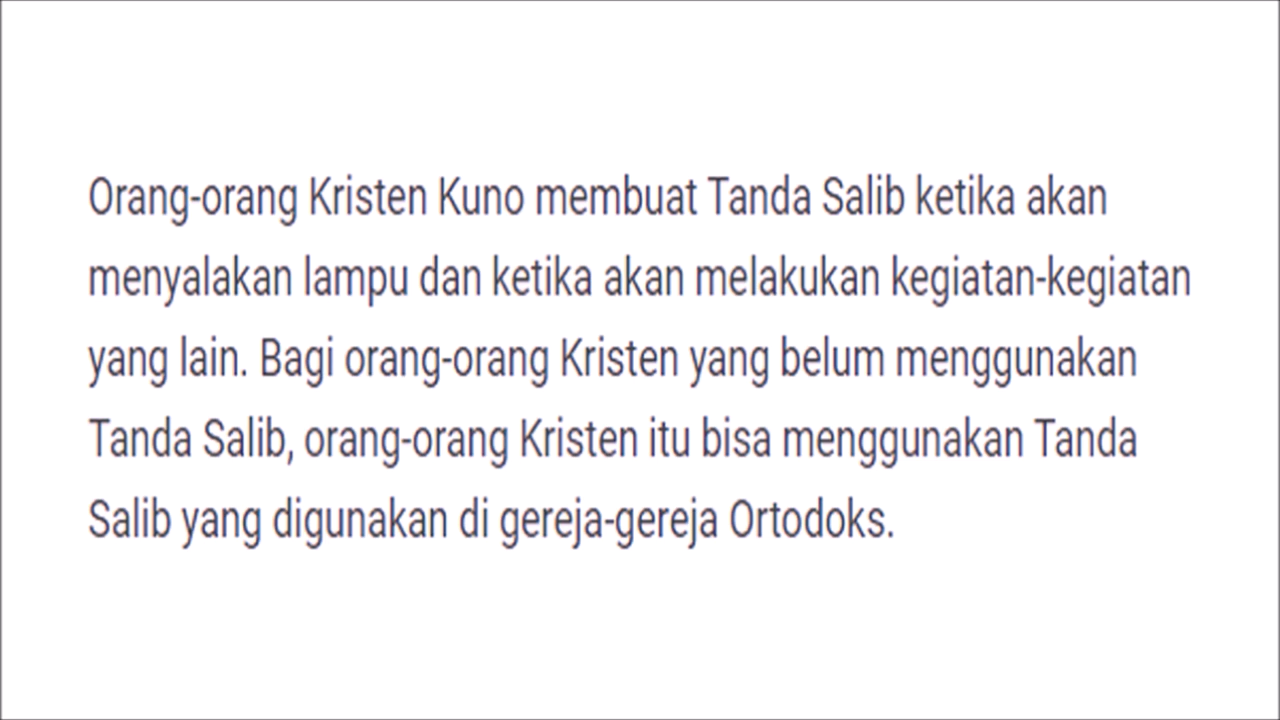 Orang-orang Kristen Kuno membuat Tanda Salib ketika akan
menyalakan lampu dan ketika akan melakukan kegiatan-kegiatan
yang lain. Bagi orang-orang Kristen yang belum menggunakan
Tanda Salib, orang-orang Kristen itu bisa menggunakan Tanda
Salib yang digunakan di gereja-gereja Ortodoks.